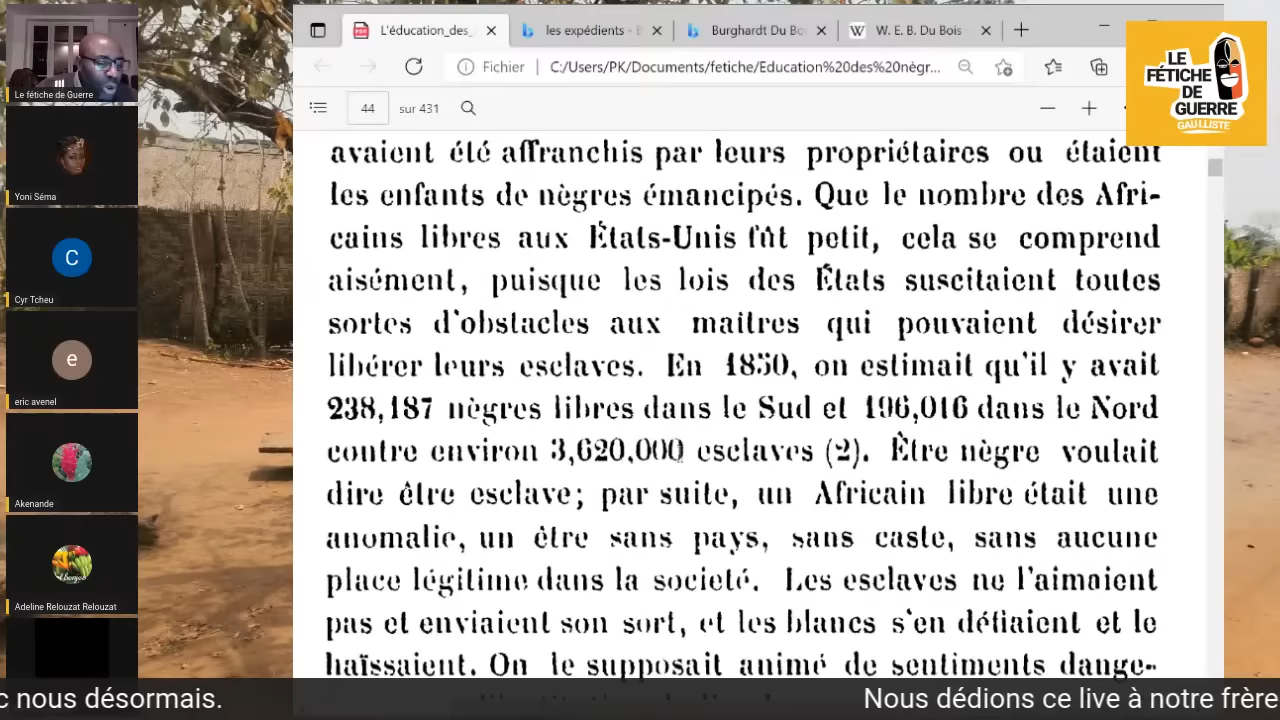 L'éducation_des_
les expédients - B
Burghardt Du Boi
W. E. B. Du Bois -
Fichier
C:/Users/PK/Documents/fetiche/Education%20des%20nègr...
44
sur 431
LE
FÉTICHE
DE
GUERRE
GAULLISTE
Le fétiche de Guerre
Yoni Séma
C
Cyr Tcheu
e
eric avenel
Akenande
Adeline Relouzat Relouzat
avaient été affranchis par leurs propriétaires ou étaient
les enfants de nègres émancipés. Que le nombre des Afri-
cains libres aux États-Unis fût petit, cela se comprend
aisément, puisque les lois des États suscitaient toutes
sortes d'obstacles aux maîtres qui pouvaient désirer
libérer leurs esclaves. En 1850, on estimait qu'il y avait
238,187 nègres libres dans le Sud et 196,016 dans le Nord
contre environ 3,620,000 esclaves (2). Être nègre voulait
dire être esclave; par suite, un Africain libre était une
anomalie, un être sans pays, sans caste, sans aucune
place légitime dans la societé. Les esclaves ne l'aimaient
pas et enviaient son sort, et les blancs s'en défiaient et le
haïssaient. On le supposait animé de sentiments dange-
c nous désormais.
Nous dédions ce live à notre frère